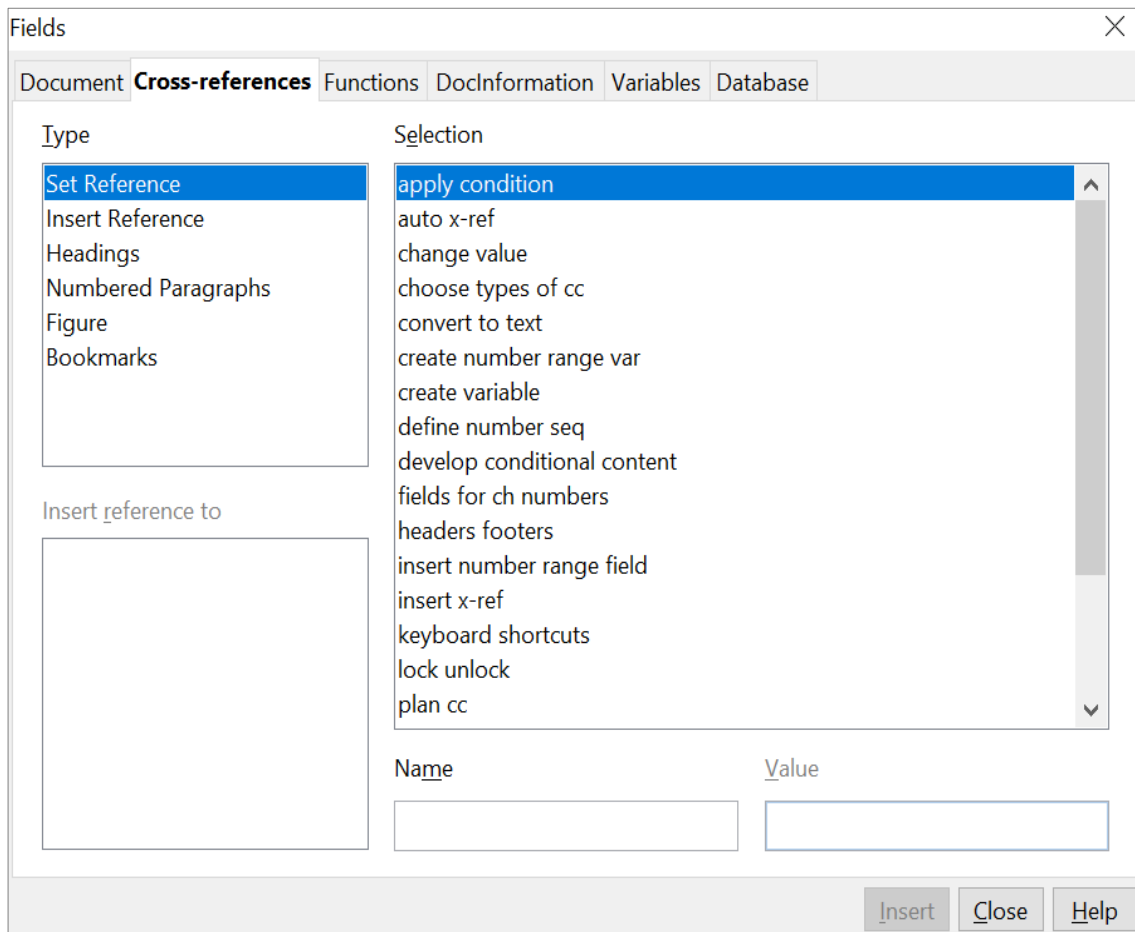 Fields
Document Cross-references Functions DocInformation Variables Database
Type
Set Reference
Insert Reference
Headings
Numbered Paragraphs
Figure
Bookmarks
Insert reference to
Selection
apply condition
auto x-ref
change value
choose types of cc
convert to text
create number range var
create variable
define number seq
develop conditional content
fields for ch numbers
headers footers
insert number range field
insert x-ref
keyboard shortcuts
lock unlock
plan cc
Name
Value
Insert Close Help